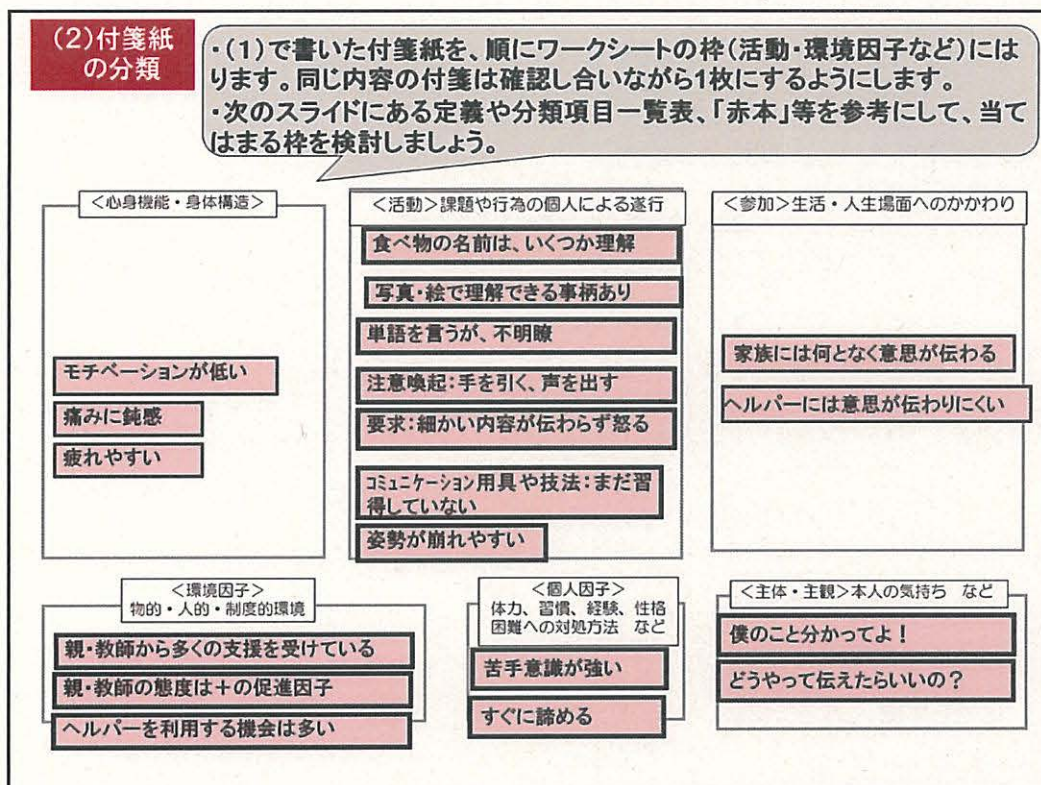 (2)付箋紙
の分類
・(1)で書いた付箋紙を、順にワークシートの枠(活動・環境因子など)には
ります。同じ内容の付箋は確認し合いながら1枚にするようにします。
・次のスライドにある定義や分類項目一覧表、「赤本」等を参考にして、当て
はまる枠を検討しましょう。
<心身機能・身体構造>
モチベーションが低い
痛みに鈍感
疲れやすい
<活動>課題や行為の個人による遂行
食べ物の名前は、いくつか理解
写真・絵で理解できる事柄あり
単語を言うが、不明瞭
注意喚起:手を引く、声を出す
要求:細かい内容が伝わらず怒る
コミュニケーション用具や技法:まだ習
得していない
姿勢が崩れやすい
<参加>生活・人生場面へのかかわり
家族には何となく意思が伝わる
ヘルパーには意思が伝わりにくい
<環境因子>
物的・人的・制度的環境
親・教師から多くの支援を受けている
親・教師の態度は+の促進因子
ヘルパーを利用する機会は多い
<個人因子>
体力、習慣、経験、性格
困難への対処方法 など
苦手意識が強い
すぐに諦める
<主体・主観>本人の気持ち など
僕のこと分かってよ!
どうやって伝えたらいいの?